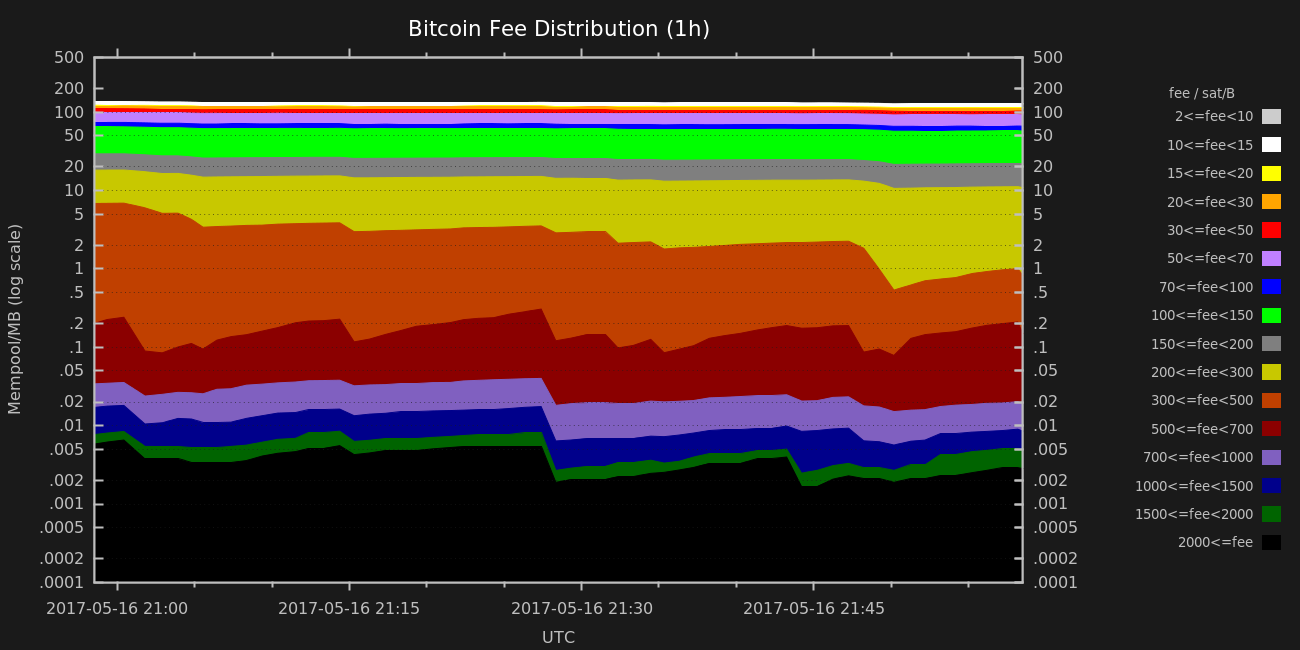 Bitcoin Fee Distribution (1h)
Mempool/MB (log scale)
500
200
100
50
20
10
5
2
1
.5
.2
.1
.05
.02
.01
.005
.002
.001
.0005
.0002
.0001
500
200
100
50
20
10
5
2
1
.5
.2
.1
.05
.02
.01
.005
.002
.001
.0005
.0002
.0001
2017-05-16 21:00
2017-05-16 21:15
2017-05-16 21:30
2017-05-16 21:45
UTC
fee / sat/B
2<=fee<10
10<=fee<15
15<=fee<20
20<=fee<30
30<=fee<50
50<=fee<70
70<=fee<100
100<=fee<150
150<=fee<200
200<=fee<300
300<=fee<500
500<=fee<700
700<=fee<1000
1000<=fee<1500
1500<=fee<2000
2000<=fee